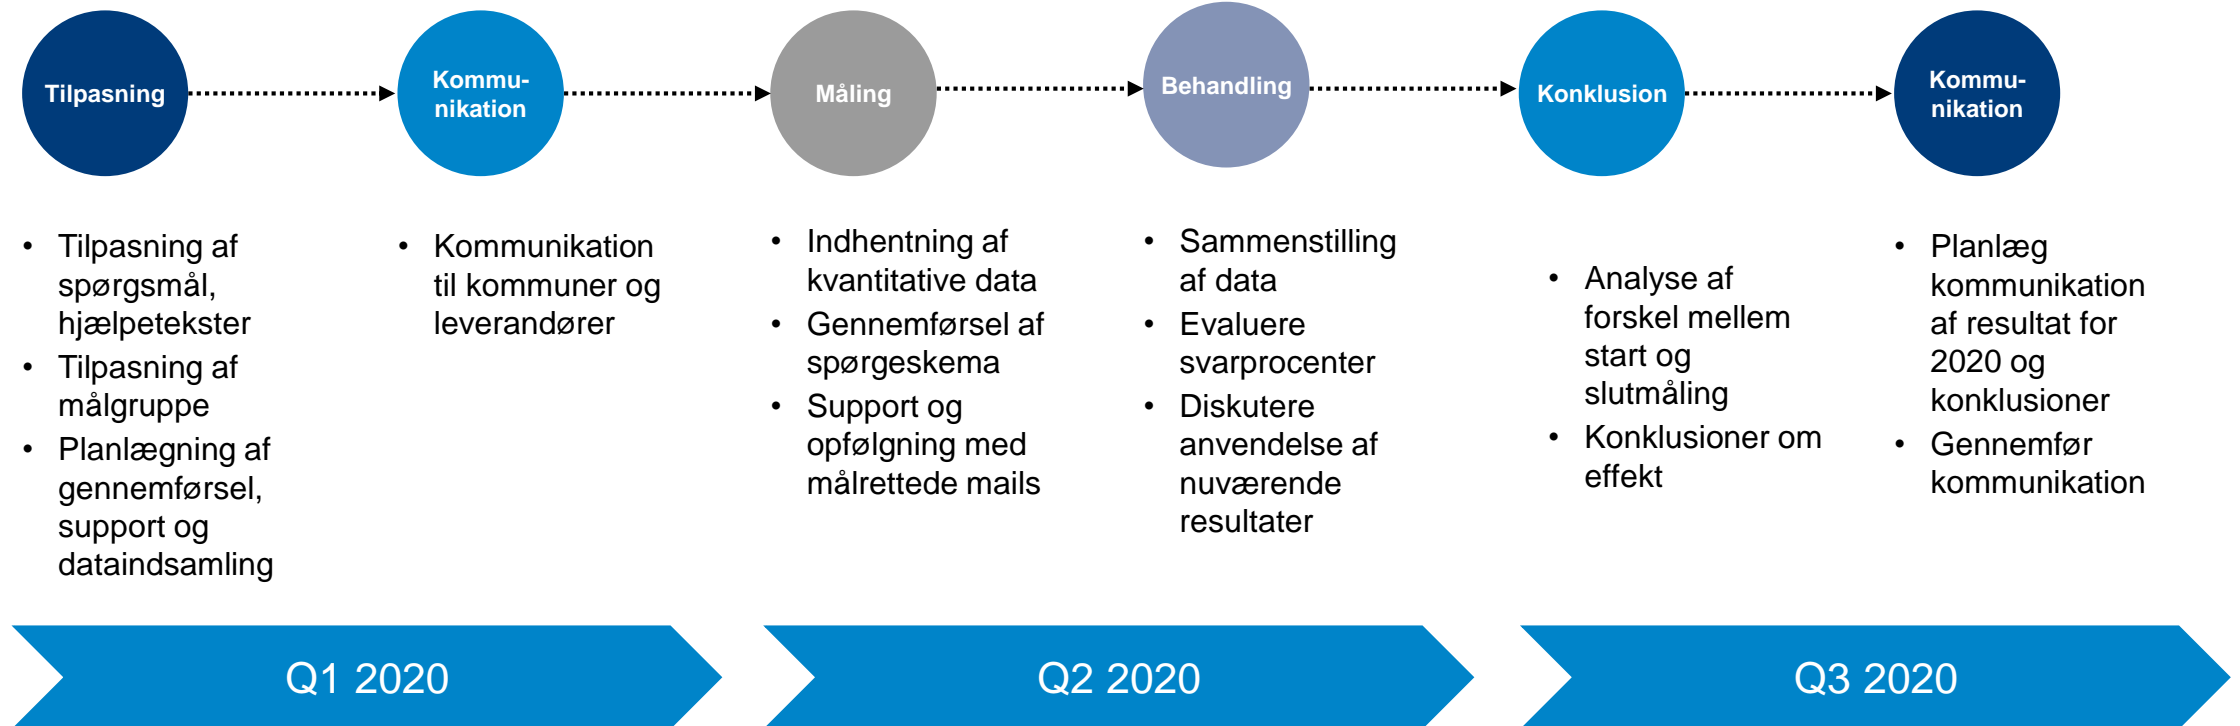 Tilpasning
Kommu-
nikation
Måling
Behandling
Konklusion
Kommu-
nikation
• Tilpasning af
spørgsmål,
hjælpetekster
• Tilpasning af
målgruppe
• Planlægning af
gennemførsel,
support og
dataindsamling
• Kommunikation
til kommuner og
leverandører
• Indhentning af
kvantitative data
• Gennemførsel af
spørgeskema
• Support og
opfølgning med
målrettede mails
• Sammenstilling
af data
• Evaluere
svarprocenter
• Diskutere
anvendelse af
nuværende
resultater
• Analyse af
forskel mellem
start og
slutmåling
• Konklusioner om
effekt
• Planlæg
kommunikation
af resultat for
2020 og
konklusioner
• Gennemfør
kommunikation
Q1 2020
Q2 2020
Q3 2020